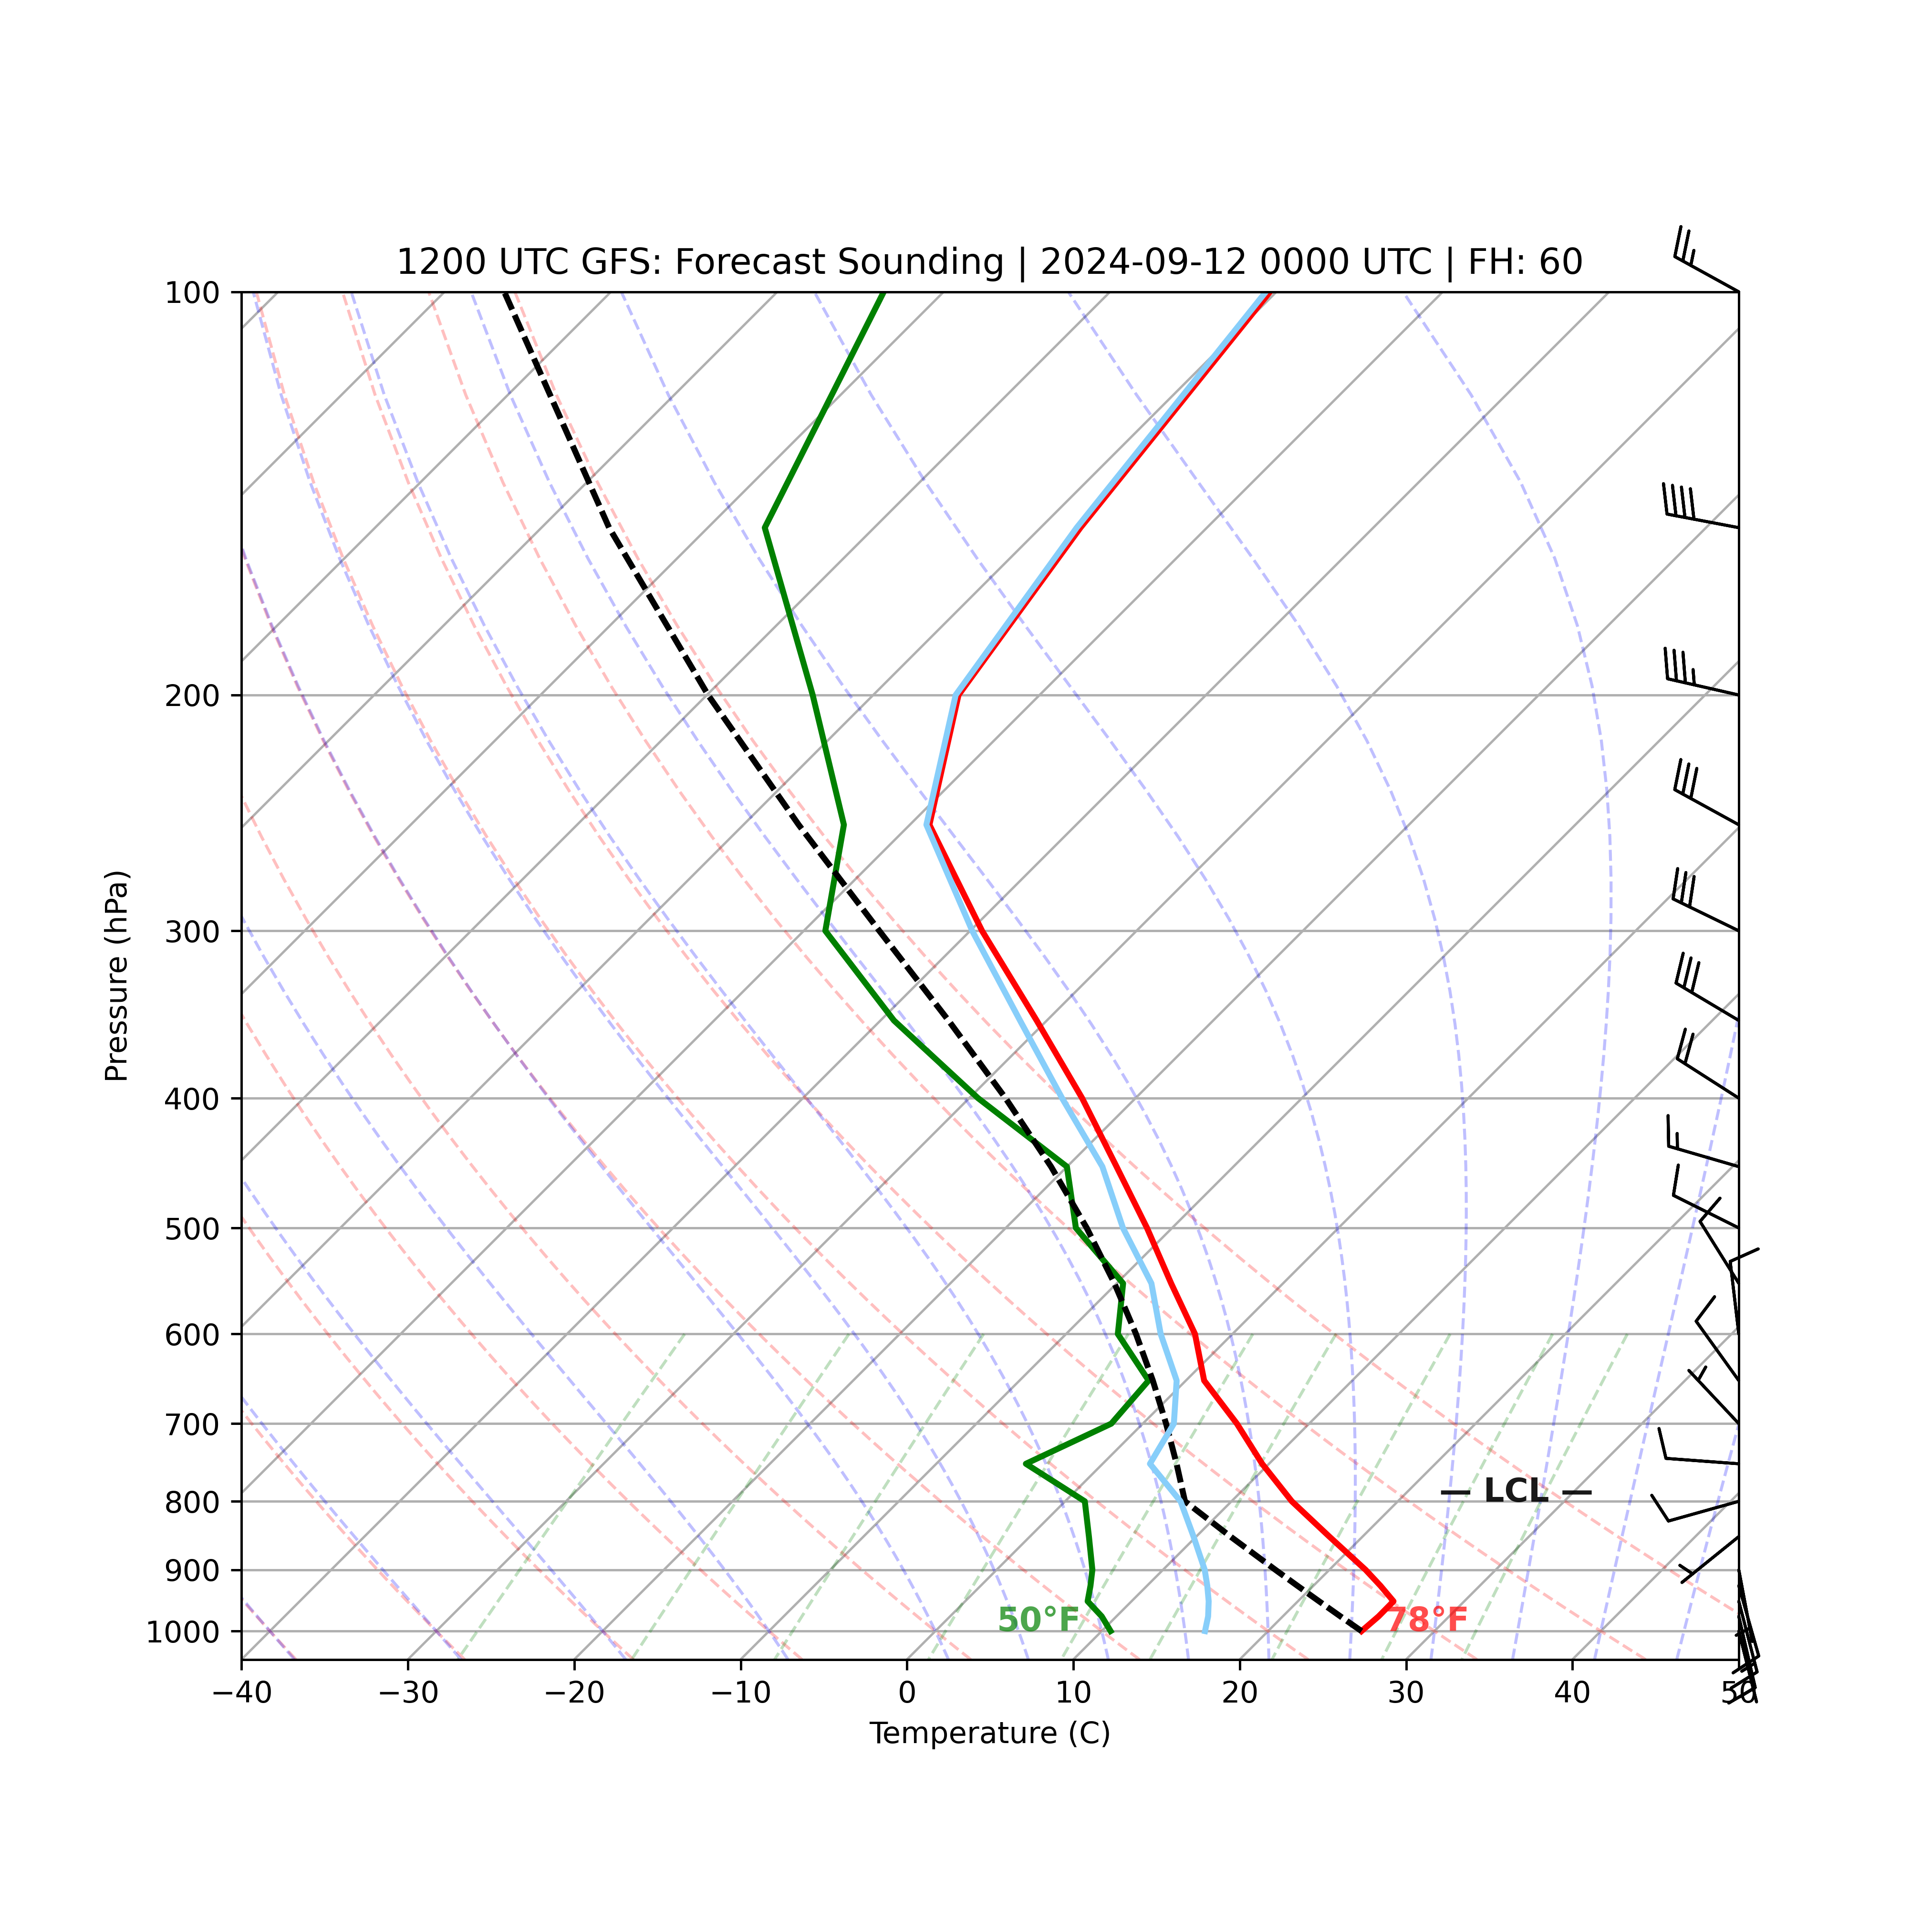 1200 UTC GFS: Forecast Sounding | 2024-09-12 0000 UTC | FH: 60
100
200
300
400
500
600
700
800
900
1000
Pressure (hPa)
— LCL —
50°F
78°F
−40 −30 −20 −10 0 10 20 30 40 50
Temperature (C)